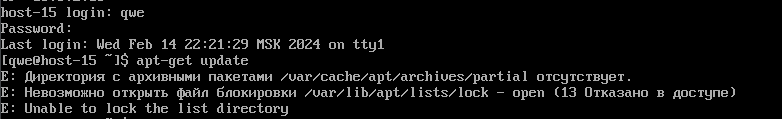 host-15 login: qwe
Password:
Last login: Wed Feb 14 22:21:29 MSK 2024 on tty1
[qwe@host-15 ~]$ apt-get update
E: Директория с архивными пакетами /var/cache/apt/archives/partial отсутствует.
E: Невозможно открыть файл блокировки /var/lib/apt/lists/lock - open (13 Отказано в доступе)
E: Unable to lock the list directory